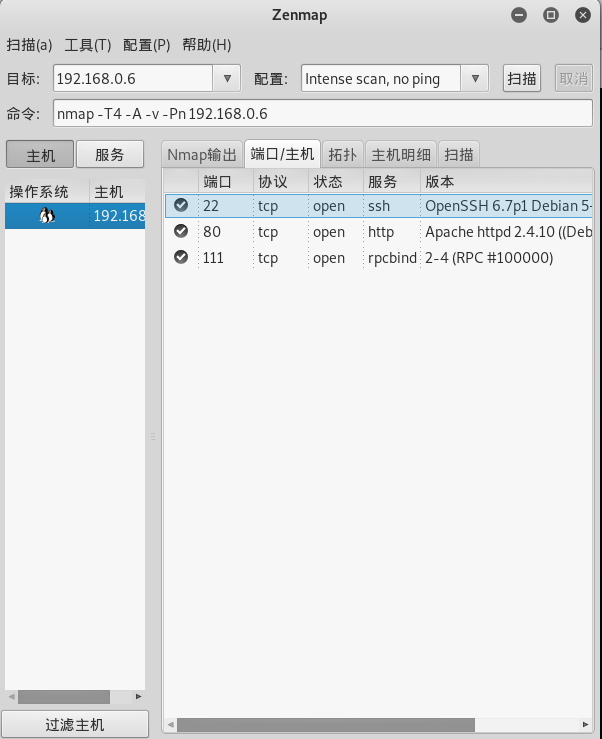 Zenmap
扫描(a) 工具(T) 配置(P) 帮助(H)
目标: 192.168.0.6 配置: Intense scan, no ping 扫描 取消
命令: nmap -T4 -A -v -Pn 192.168.0.6
主机 服务 Nmap输出 端口/主机 拓扑 主机明细 扫描
操作系统 主机 端口 协议 状态 服务 版本
192.168 22 tcp open ssh OpenSSH 6.7p1 Debian 5-
80 tcp open http Apache httpd 2.4.10 ((Deb
111 tcp open rpcbind 2-4 (RPC #100000)
过滤主机